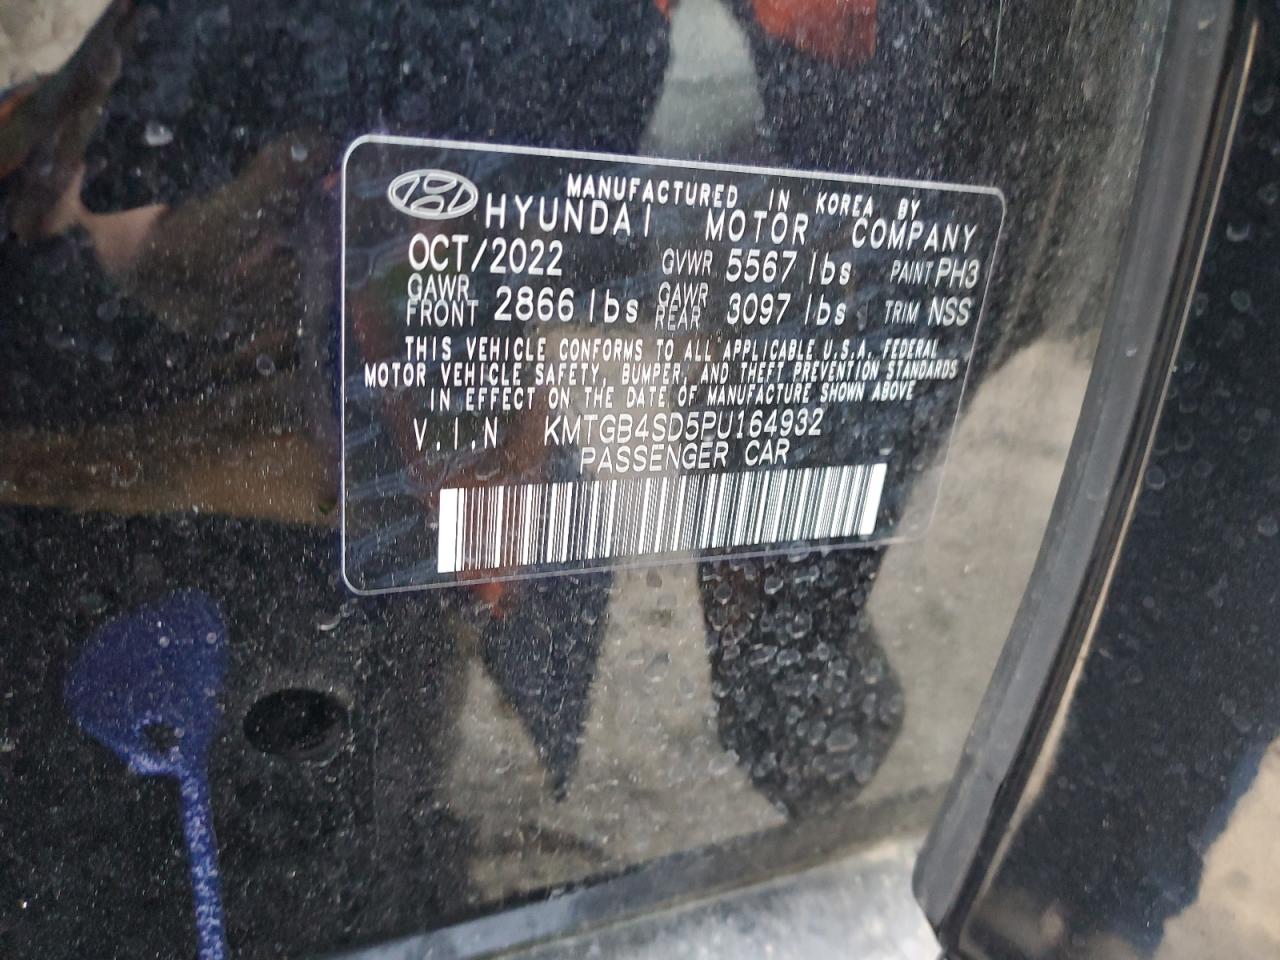 MANUFACTURED IN KOREA BY
HYUNDAI MOTOR COMPANY
OCT/2022 GVWR 5567 lbs PAINT PH3
GAWR FRONT 2866 lbs GAWR REAR 3097 lbs TRIM NSS
THIS VEHICLE CONFORMS TO ALL APPLICABLE U.S.A. FEDERAL
MOTOR VEHICLE SAFETY, BUMPER, AND THEFT PREVENTION STANDARDS
IN EFFECT ON THE DATE OF MANUFACTURE SHOWN ABOVE
V.I.N KMTGB4SD5PU164932
PASSENGER CAR